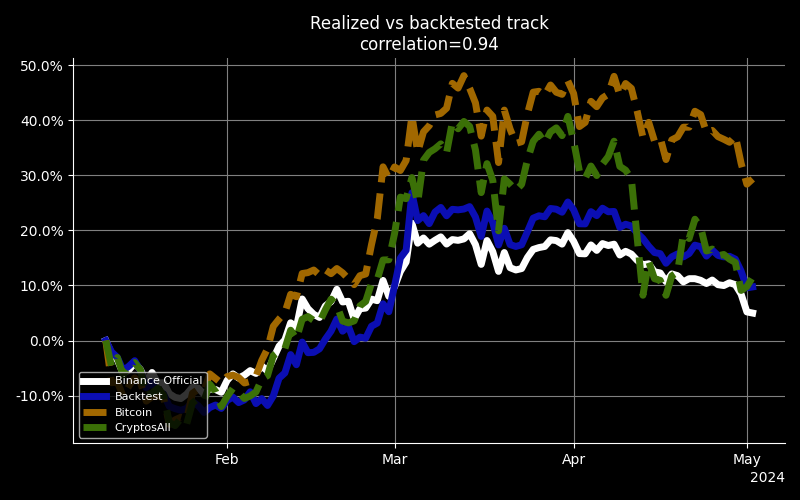 Realized vs backtested track
correlation=0.94
50.0%
40.0%
30.0%
20.0%
10.0%
0.0%
-10.0%
Binance Official
Backtest
Bitcoin
CryptosAll
Feb
Mar
Apr
May
2024